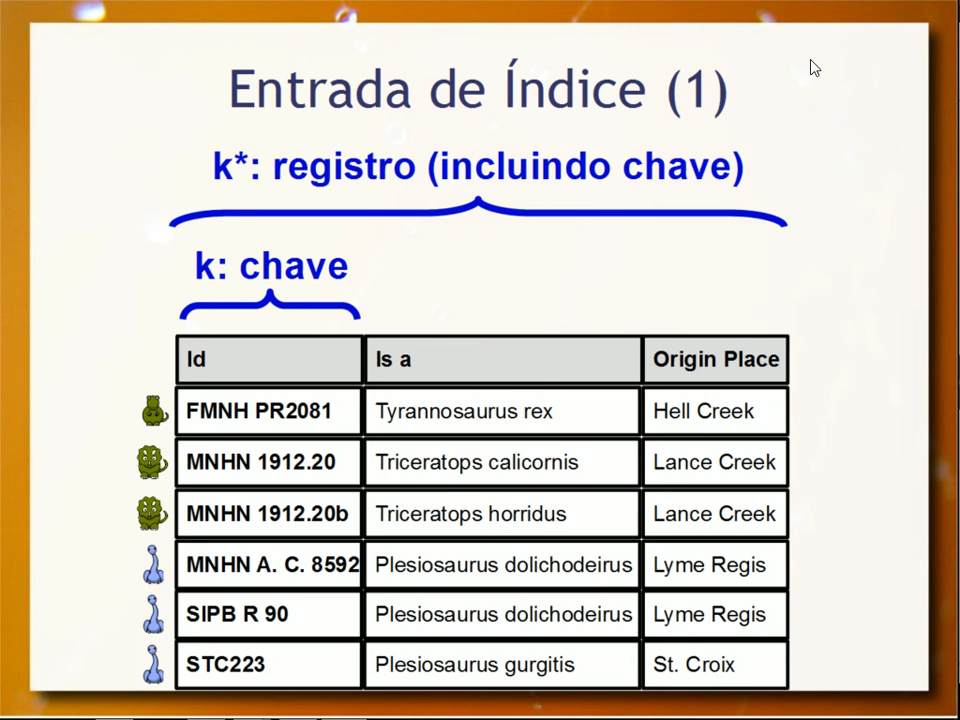 Entrada de Índice (1)
k*: registro (incluindo chave)
k: chave
Id Is a Origin Place
FMNH PR2081 Tyrannosaurus rex Hell Creek
MNHN 1912.20 Triceratops calicornis Lance Creek
MNHN 1912.20b Triceratops horridus Lance Creek
MNHN A. C. 8592 Plesiosaurus dolichodeirus Lyme Regis
SIPB R 90 Plesiosaurus dolichodeirus Lyme Regis
STC223 Plesiosaurus gurgitis St. Croix